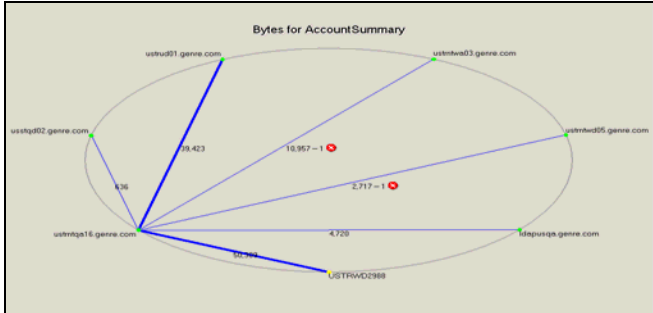 Bytes for AccountSummary
ustrud01.genre.com
ustmtwa03.genre.com
usstqd02.genre.com
ustmtwd05.genre.com
39,423
10,957 – 1
2,717 – 1
636
ustmtqa16.genre.com
4,720
ldapusqa.genre.com
USTRWD2988